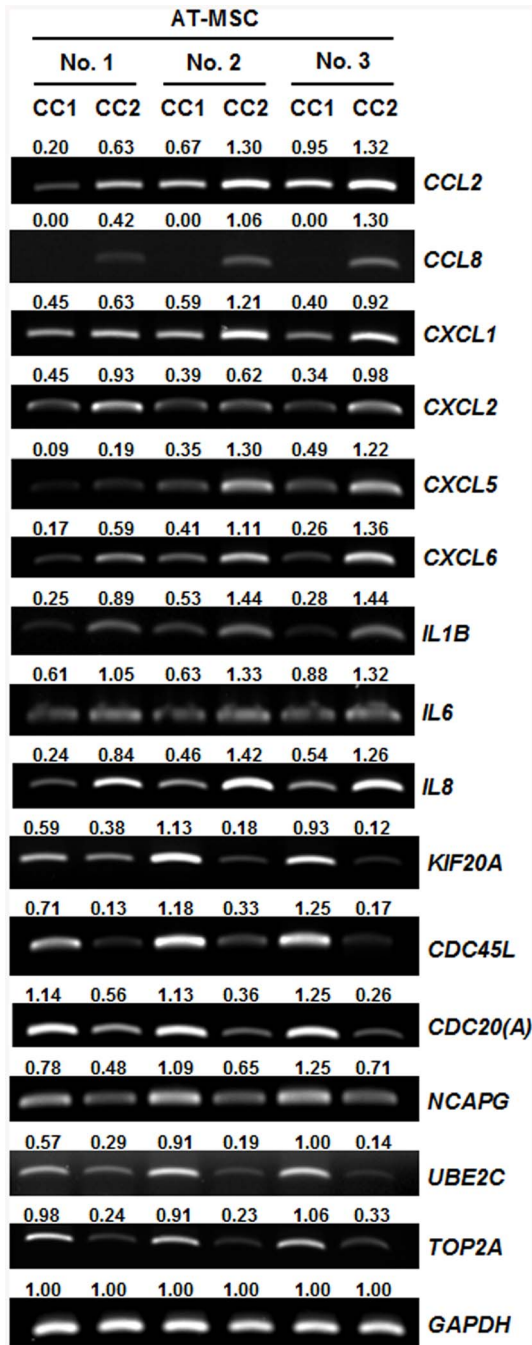 AT-MSC
No. 1 No. 2 No. 3
CC1 CC2 CC1 CC2 CC1 CC2
0.20 0.63 0.67 1.30 0.95 1.32
CCL2
0.00 0.42 0.00 1.06 0.00 1.30
CCL8
0.45 0.63 0.59 1.21 0.40 0.92
CXCL1
0.45 0.93 0.39 0.62 0.34 0.98
CXCL2
0.09 0.19 0.35 1.30 0.49 1.22
CXCL5
0.17 0.59 0.41 1.11 0.26 1.36
CXCL6
0.25 0.89 0.53 1.44 0.28 1.44
IL1B
0.61 1.05 0.63 1.33 0.88 1.32
IL6
0.24 0.84 0.46 1.42 0.54 1.26
IL8
0.59 0.38 1.13 0.18 0.93 0.12
KIF20A
0.71 0.13 1.18 0.33 1.25 0.17
CDC45L
1.14 0.56 1.13 0.36 1.25 0.26
CDC20(A)
0.78 0.48 1.09 0.65 1.25 0.71
NCAPG
0.57 0.29 0.91 0.19 1.00 0.14
UBE2C
0.98 0.24 0.91 0.23 1.06 0.33
TOP2A
1.00 1.00 1.00 1.00 1.00 1.00
GAPDH